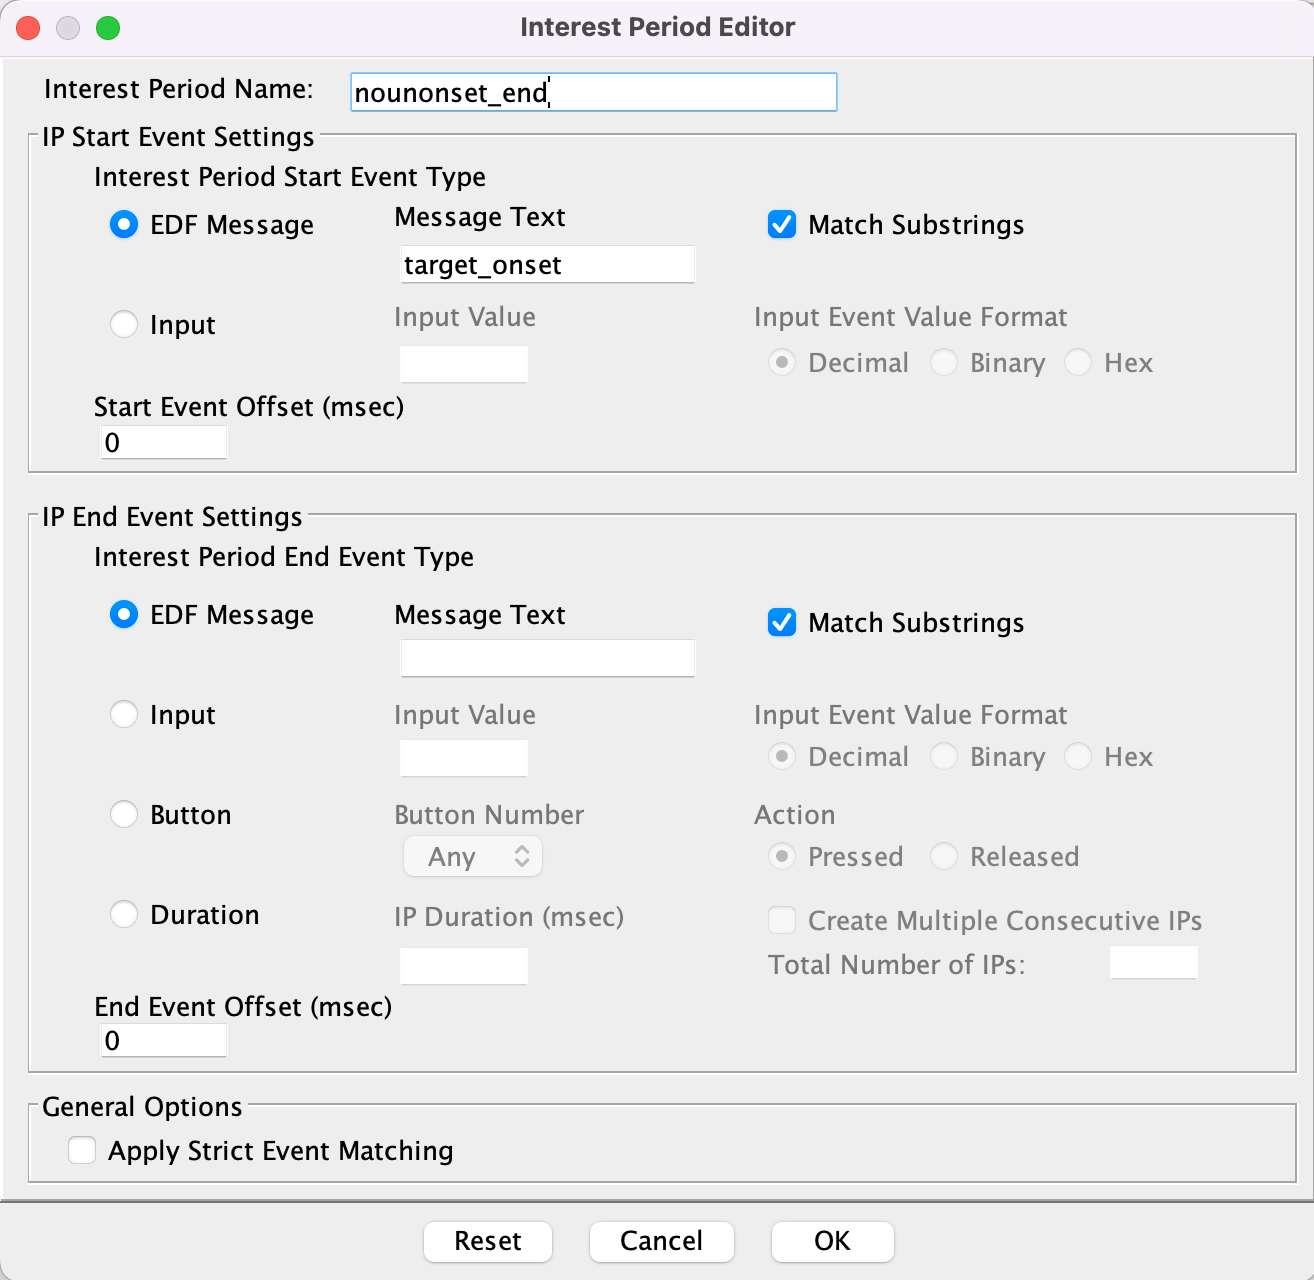 Interest Period Editor
Interest Period Name: nounonset_end
IP Start Event Settings
Interest Period Start Event Type
EDF Message Message Text Match Substrings
target_onset
Input Input Value Input Event Value Format
Decimal Binary Hex
Start Event Offset (msec)
0
IP End Event Settings
Interest Period End Event Type
EDF Message Message Text Match Substrings
Input Input Value Input Event Value Format
Decimal Binary Hex
Button Button Number Action
Any Pressed Released
Duration IP Duration (msec) Create Multiple Consecutive IPs
Total Number of IPs:
End Event Offset (msec)
0
General Options
Apply Strict Event Matching
Reset Cancel OK